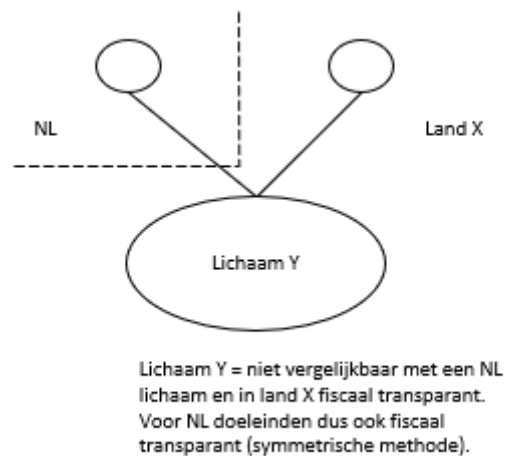 NL
Land X
Lichaam Y
Lichaam Y = niet vergelijkbaar met een NL
lichaam en in land X fiscaal transparant.
Voor NL doeleinden dus ook fiscaal
transparant (symmetrische methode).